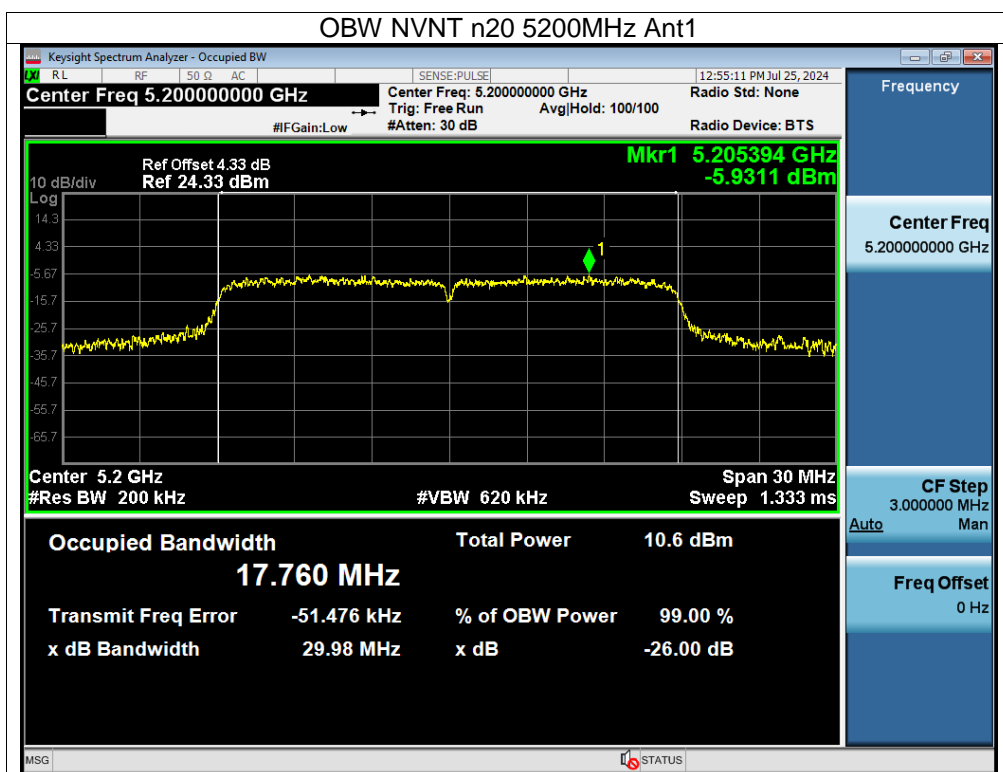 OBW NVNT n20 5200MHz Ant1
Keysight Spectrum Analyzer - Occupied BW
LXI RL RF 50 Ω AC SENSE:PULSE 12:55:11 PM Jul 25, 2024
Center Freq 5.200000000 GHz Center Freq: 5.200000000 GHz Radio Std: None
Trig: Free Run Avg|Hold: 100/100
#IFGain:Low #Atten: 30 dB Radio Device: BTS
Frequency
Mkr1 5.205394 GHz
-5.9311 dBm
Ref Offset 4.33 dB
10 dB/div Ref 24.33 dBm
Log
14.3
4.33
-5.67
-15.7
-25.7
-35.7
-45.7
-55.7
-65.7
1
Center 5.2 GHz Span 30 MHz
#Res BW 200 kHz #VBW 620 kHz Sweep 1.333 ms
Center Freq
5.200000000 GHz
CF Step
3.000000 MHz
Auto Man
Freq Offset
0 Hz
Occupied Bandwidth Total Power 10.6 dBm
17.760 MHz
Transmit Freq Error -51.476 kHz % of OBW Power 99.00 %
x dB Bandwidth 29.98 MHz x dB -26.00 dB
MSG STATUS